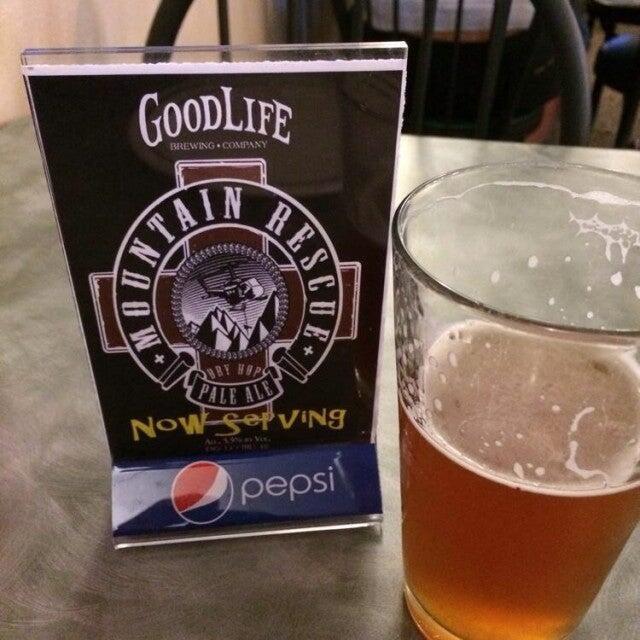 GOODLIFE
BREWING • COMPANY
MOUNTAIN RESCUE
DRY HOP
PALE ALE
NOW SERVING
pepsi